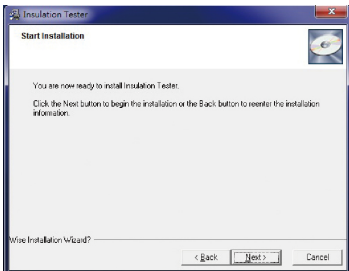 Insulation Tester
Start Installation
You are now ready to install Insulation Tester.
Click the Next button to begin the installation or the Back button to reenter the installation
information.
Wise Installation Wizard?
< Back
Next >
Cancel